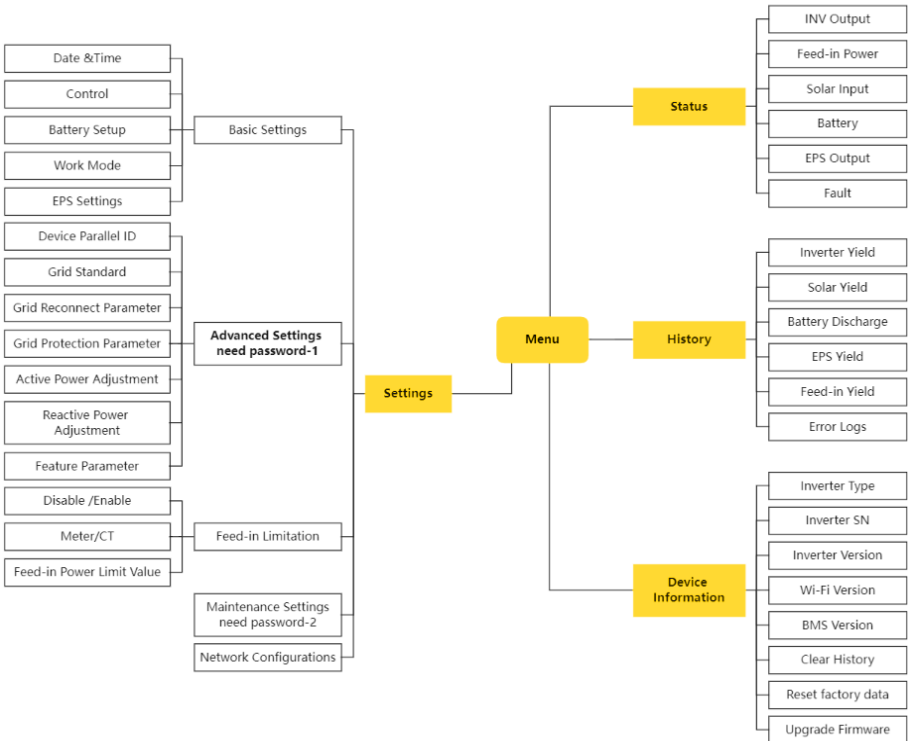 Date &Time
Control
Battery Setup
Work Mode
EPS Settings
Basic Settings
Device Parallel ID
Grid Standard
Grid Reconnect Parameter
Grid Protection Parameter
Active Power Adjustment
Reactive Power
Adjustment
Feature Parameter
Advanced Settings
need password-1
Disable /Enable
Meter/CT
Feed-in Power Limit Value
Feed-in Limitation
Maintenance Settings
need password-2
Network Configurations
Settings
Menu
Status
INV Output
Feed-in Power
Solar Input
Battery
EPS Output
Fault
History
Inverter Yield
Solar Yield
Battery Discharge
EPS Yield
Feed-in Yield
Error Logs
Device
Information
Inverter Type
Inverter SN
Inverter Version
Wi-Fi Version
BMS Version
Clear History
Reset factory data
Upgrade Firmware